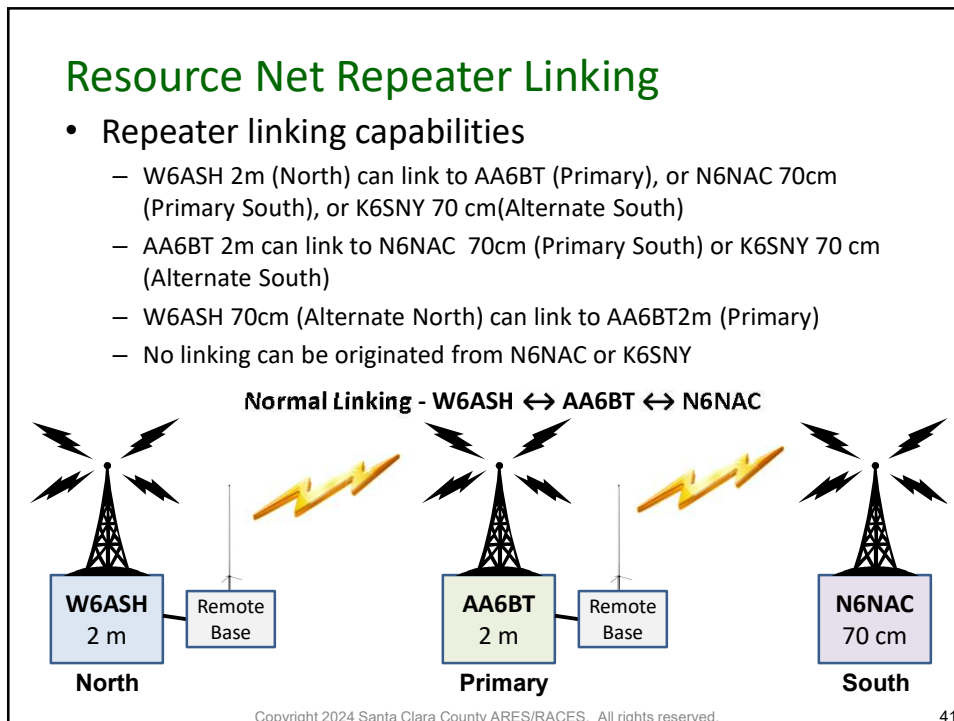 Resource Net Repeater Linking
• Repeater linking capabilities
– W6ASH 2m (North) can link to AA6BT (Primary), or N6NAC 70cm
(Primary South), or K6SNY 70 cm(Alternate South)
– AA6BT 2m can link to N6NAC  70cm (Primary South) or K6SNY 70 cm
(Alternate South)
– W6ASH 70cm (Alternate North) can link to AA6BT2m (Primary)
– No linking can be originated from N6NAC or K6SNY
Normal Linking - W6ASH ↔ AA6BT ↔ N6NAC
W6ASH
2 m
Remote
Base
North
AA6BT
2 m
Remote
Base
Primary
N6NAC
70 cm
South
Copyright 2024 Santa Clara County ARES/RACES. All rights reserved.
41